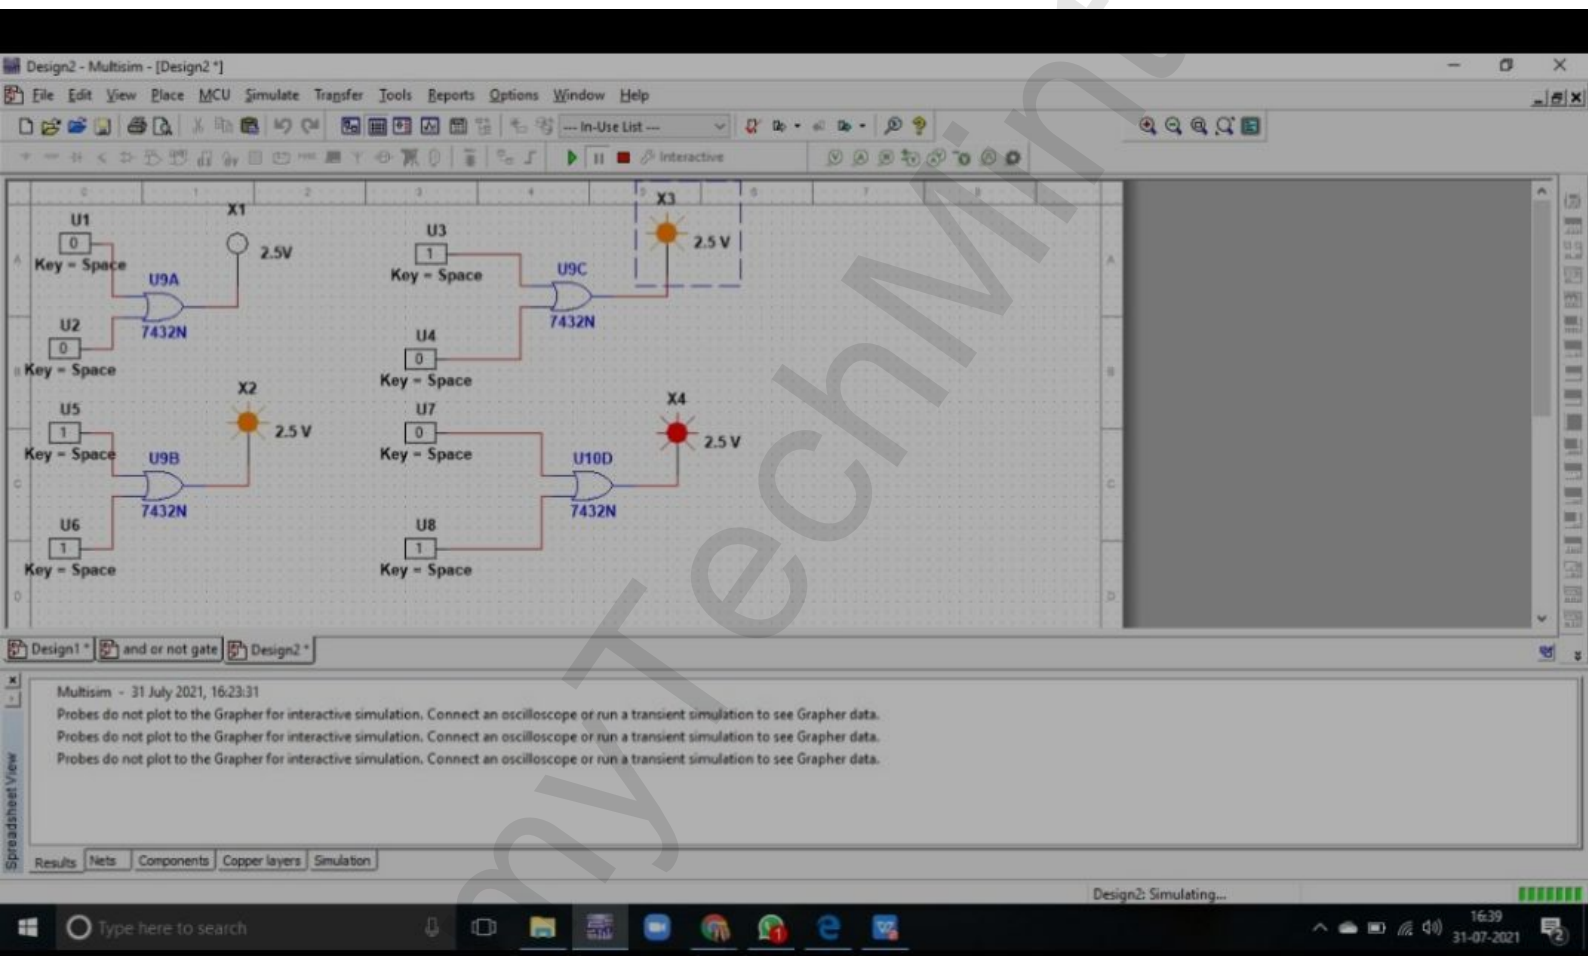 Design2 - Multisim - [Design2 *]
File Edit View Place MCU Simulate Transfer Tools Reports Options Window Help
--- In-Use List ---
Interactive
U1
0
Key = Space
X1
2.5V
U9A
7432N
U2
0
Key = Space
U3
1
Key = Space
X3
2.5 V
U9C
7432N
U4
0
Key = Space
X2
2.5 V
U5
1
Key = Space
U9B
7432N
U6
1
Key = Space
U7
0
Key = Space
X4
2.5 V
U10D
7432N
U8
1
Key = Space
Design1 * and or not gate Design2 *
Multisim - 31 July 2021, 16:23:31
Probes do not plot to the Grapher for interactive simulation. Connect an oscilloscope or run a transient simulation to see Grapher data.
Probes do not plot to the Grapher for interactive simulation. Connect an oscilloscope or run a transient simulation to see Grapher data.
Probes do not plot to the Grapher for interactive simulation. Connect an oscilloscope or run a transient simulation to see Grapher data.
Spreadsheet View
Results Nets Components Copper layers Simulation
Design2: Simulating...
Type here to search
16:39
31-07-2021
myTechMin